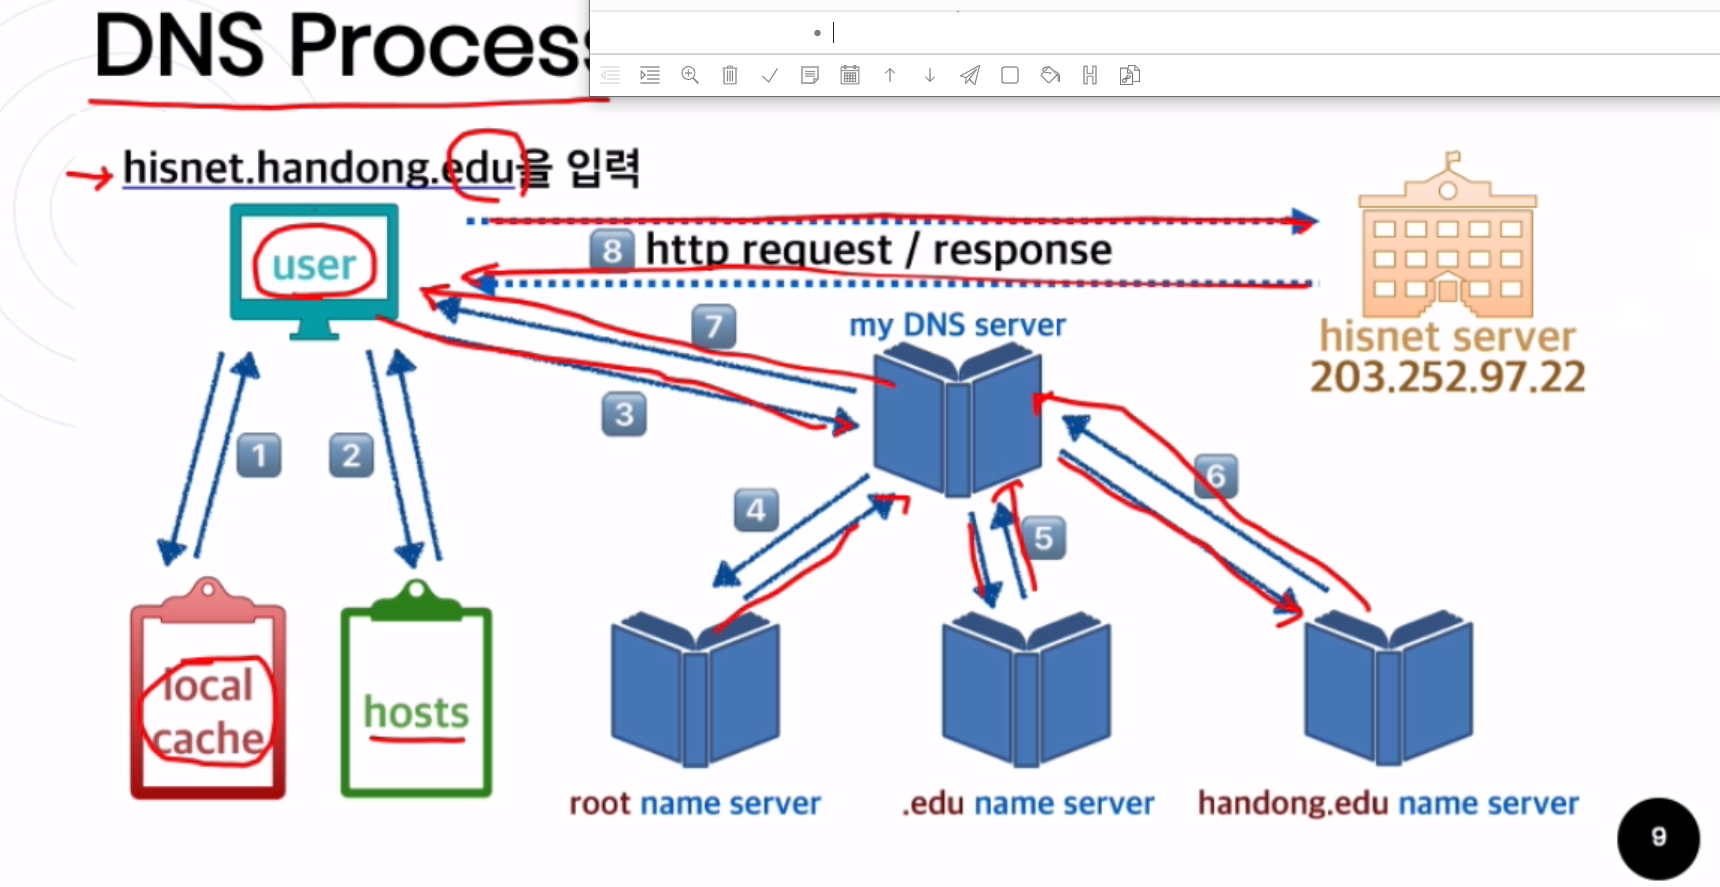 DNS Process
hisnet.handong.edu을 입력
user
8 http request / response
hisnet server
203.252.97.22
my DNS server
7
3
1
2
4
5
6
local
cache
hosts
root name server
.edu name server
handong.edu name server
9